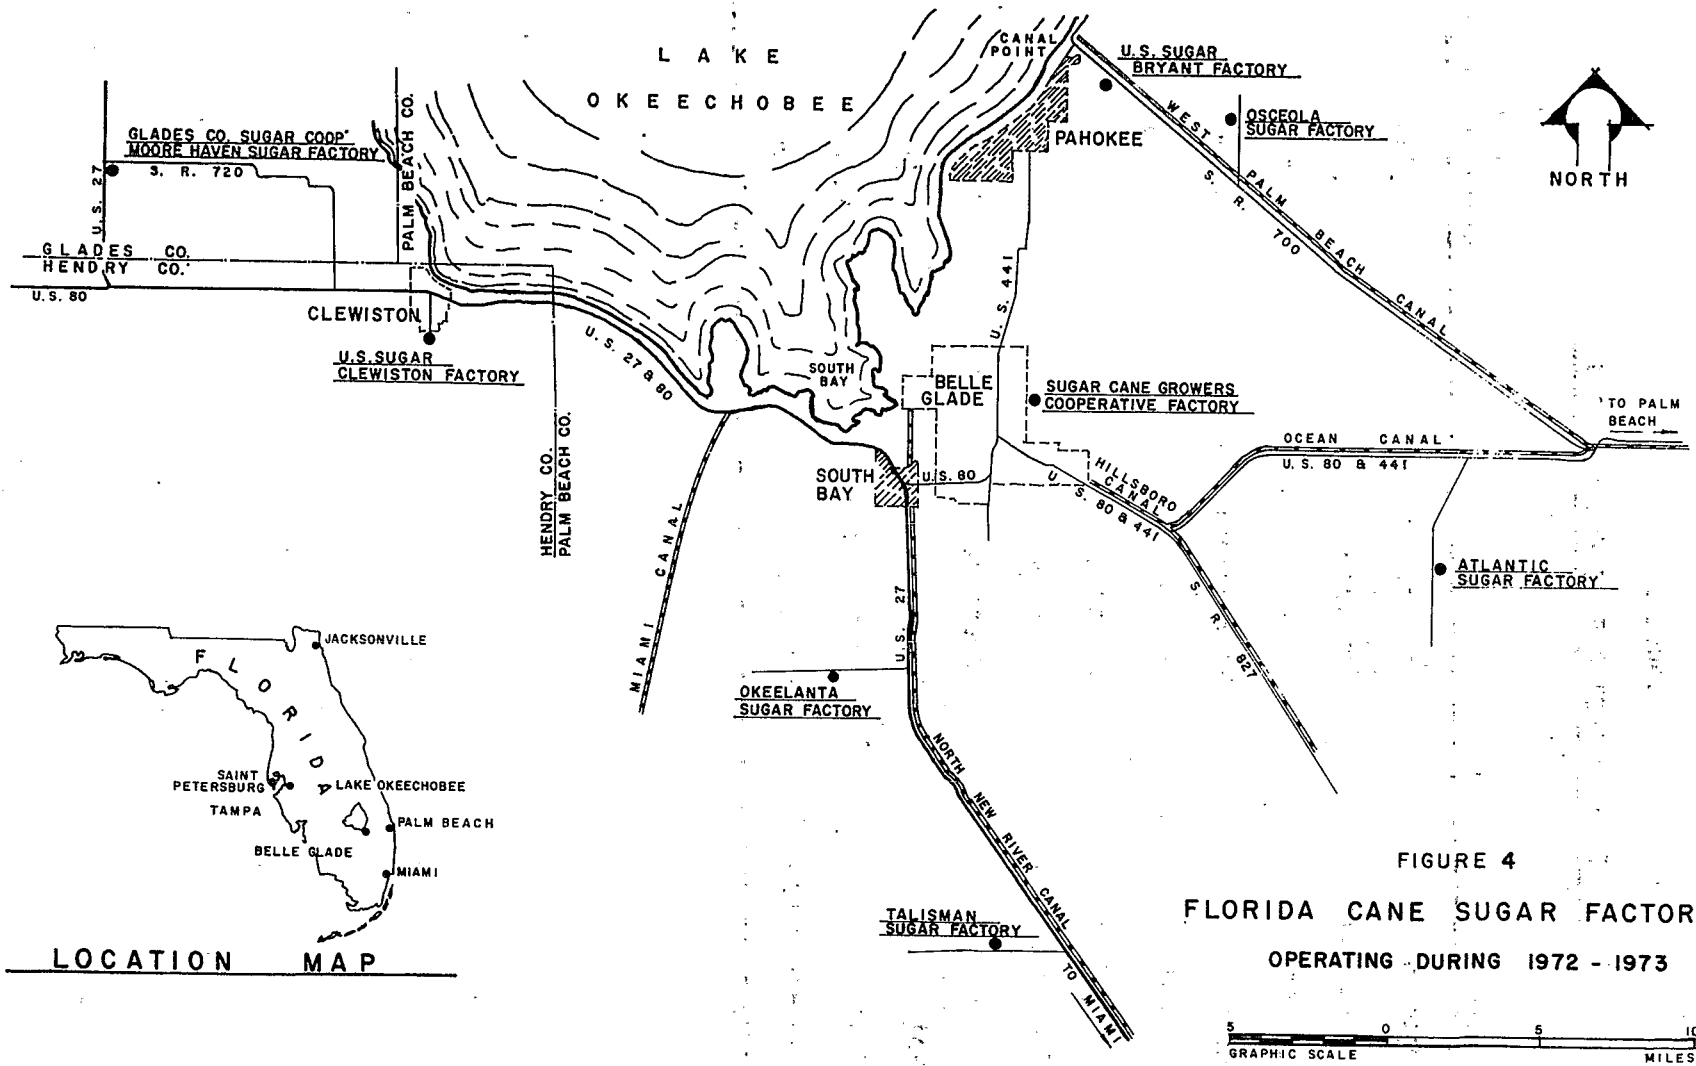 LAKE
OKEECHOBEE
CANAL
POINT
U.S. SUGAR
BRYANT FACTORY
OSCEOLA
SUGAR FACTORY
PAHOKEE
WEST PALM BEACH CANAL
S. R. 700
NORTH
GLADES CO. SUGAR COOP.
MOORE HAVEN SUGAR FACTORY
S. R. 720
U.S. 27
PALM BEACH CO.
GLADES CO.
HENDRY CO.
U.S. 80
CLEWISTON
U.S. SUGAR
CLEWISTON FACTORY
U.S. 27 & 80
HENDRY CO.
PALM BEACH CO.
SOUTH
BAY
U.S. 441
BELLE
GLADE
SUGAR CANE GROWERS
COOPERATIVE FACTORY
TO PALM
BEACH
OCEAN CANAL
U.S. 80 & 441
HILLSBORO
CANAL
U.S. 80 & 441
SOUTH
BAY
U.S. 80
MIAMI CANAL
U.S. 27
S. R. 827
ATLANTIC
SUGAR FACTORY
OKEELANTA
SUGAR FACTORY
NORTH NEW RIVER CANAL
TALISMAN
SUGAR FACTORY
TO MIAMI
JACKSONVILLE
FLORIDA
SAINT
PETERSBURG
TAMPA
LAKE OKEECHOBEE
PALM BEACH
BELLE GLADE
MIAMI
LOCATION MAP
FIGURE 4
FLORIDA CANE SUGAR FACTOR
OPERATING DURING 1972 - 1973
5 0 5 10
GRAPHIC SCALE MILES